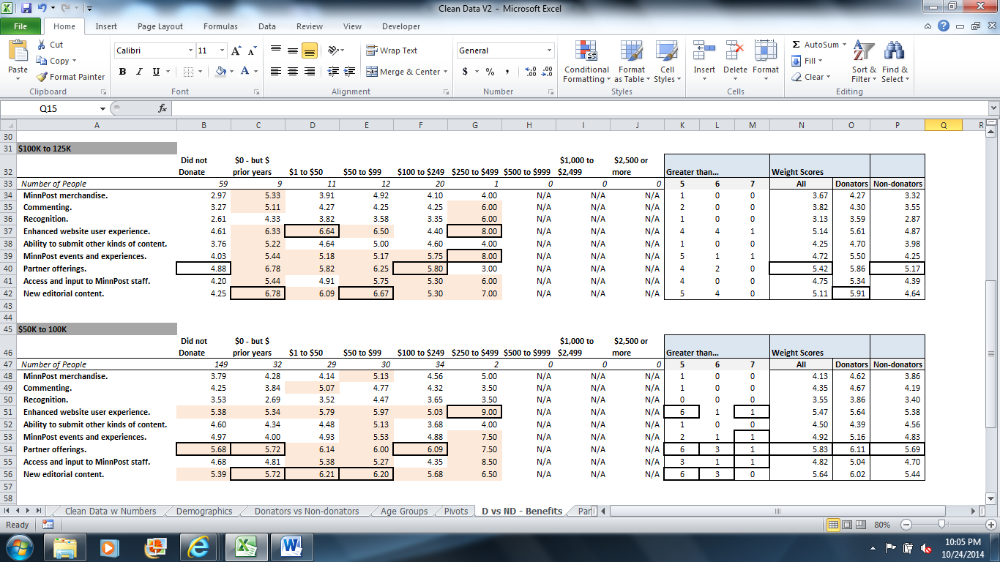 Clean Data V2 - Microsoft Excel
File Home Insert Page Layout Formulas Data Review View Developer
Paste
Cut
Copy
Format Painter
Clipboard
Calibri 11
B I U
Font
Wrap Text
Merge & Center
Alignment
General
$ % ,
Number
Conditional Formatting
Format as Table
Cell Styles
Styles
Insert Delete Format
Cells
AutoSum
Fill
Clear
Sort & Filter
Find & Select
Editing
Q15 fx
A B C D E F G H I J K L M N O P Q R
30
31 $100K to 125K
32 Did not Donate $0 - but $ prior years $1 to $50 $50 to $99 $100 to $249 $250 to $499 $500 to $999 $1,000 to $2,499 $2,500 or more Greater than... Weight Scores
33 Number of People 59 9 11 12 20 1 0 0 0 5 6 7 All Donators Non-donators
34 MinnPost merchandise. 2.97 5.33 3.91 4.92 4.10 4.00 N/A N/A N/A 1 0 0 3.67 4.27 3.32
35 Commenting. 3.27 5.11 4.27 4.25 4.25 6.00 N/A N/A N/A 2 0 0 3.82 4.30 3.55
36 Recognition. 2.61 4.33 3.82 3.58 3.35 6.00 N/A N/A N/A 1 0 0 3.13 3.59 2.87
37 Enhanced website user experience. 4.61 6.33 6.64 6.50 4.40 8.00 N/A N/A N/A 4 4 1 5.14 5.61 4.87
38 Ability to submit other kinds of content. 3.76 5.22 4.64 5.00 4.60 4.00 N/A N/A N/A 1 0 0 4.25 4.70 3.98
39 MinnPost events and experiences. 4.03 5.44 5.18 5.17 5.75 8.00 N/A N/A N/A 5 1 1 4.72 5.50 4.25
40 Partner offerings. 4.88 6.78 5.82 6.25 5.80 3.00 N/A N/A N/A 4 2 0 5.42 5.86 5.17
41 Access and input to MinnPost staff. 4.20 5.44 4.91 5.75 5.30 6.00 N/A N/A N/A 4 0 0 4.75 5.34 4.39
42 New editorial content. 4.25 6.78 6.09 6.67 5.30 7.00 N/A N/A N/A 5 4 0 5.11 5.91 4.64
43
44
45 $50K to 100K
46 Did not Donate $0 - but $ prior years $1 to $50 $50 to $99 $100 to $249 $250 to $499 $500 to $999 $1,000 to $2,499 $2,500 or more Greater than... Weight Scores
47 Number of People 149 32 29 30 34 2 0 0 0 5 6 7 All Donators Non-donators
48 MinnPost merchandise. 3.79 4.28 4.14 5.13 4.56 5.00 N/A N/A N/A 1 0 0 4.13 4.62 3.86
49 Commenting. 4.25 3.84 5.07 4.77 4.32 3.50 N/A N/A N/A 1 0 0 4.35 4.67 4.19
50 Recognition. 3.53 2.69 3.52 4.47 3.65 3.50 N/A N/A N/A 0 0 0 3.55 3.86 3.40
51 Enhanced website user experience. 5.38 5.34 5.79 5.97 5.03 9.00 N/A N/A N/A 6 1 1 5.47 5.64 5.38
52 Ability to submit other kinds of content. 4.60 4.34 4.48 5.13 3.68 4.00 N/A N/A N/A 1 0 0 4.50 4.39 4.56
53 MinnPost events and experiences. 4.97 4.00 4.93 5.53 4.88 7.50 N/A N/A N/A 2 1 1 4.92 5.16 4.83
54 Partner offerings. 5.68 5.72 6.14 6.00 6.09 7.50 N/A N/A N/A 6 3 1 5.83 6.11 5.69
55 Access and input to MinnPost staff. 4.68 4.81 5.38 5.27 4.35 8.50 N/A N/A N/A 3 1 1 4.82 5.04 4.70
56 New editorial content. 5.39 5.72 6.21 6.20 5.68 6.50 N/A N/A N/A 6 3 0 5.64 6.02 5.44
57
58
Clean Data w Numbers Demographics Donators vs Non-donators Age Groups Pivots D vs ND - Benefits Par
Ready 80%
10:05 PM
10/24/2014